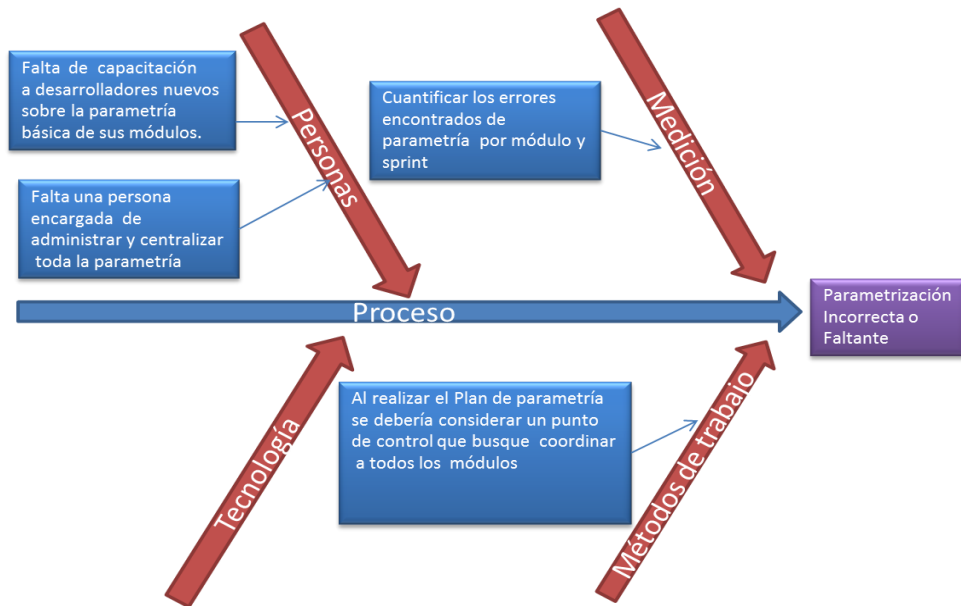 Falta de capacitación
a desarrolladores nuevos
sobre la parametría
básica de sus módulos.
Personas
Falta una persona
encargada de
administrar y centralizar
toda la parametría
Cuantificar los errores
encontrados de
parametría por módulo y
sprint
Medición
Proceso
Parametrización
Incorrecta o
Faltante
Tecnología
Al realizar el Plan de parametría
se debería considerar un punto
de control que busque coordinar
a todos los módulos
Métodos de trabajo